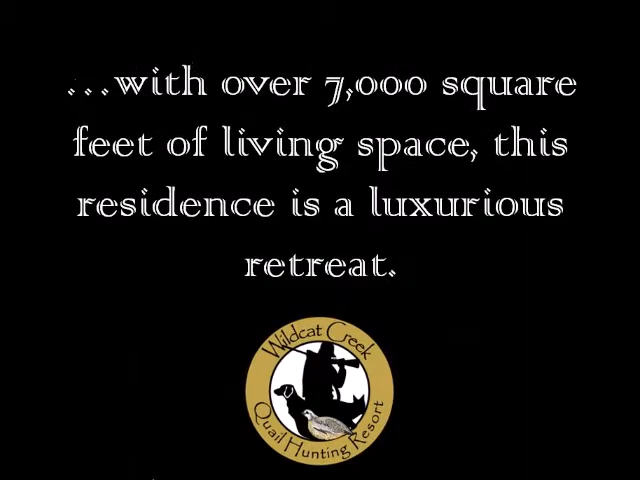 ...with over 7,000 square
feet of living space, this
residence is a luxurious
retreat.
Wildcat Creek
Quail Hunting Resort